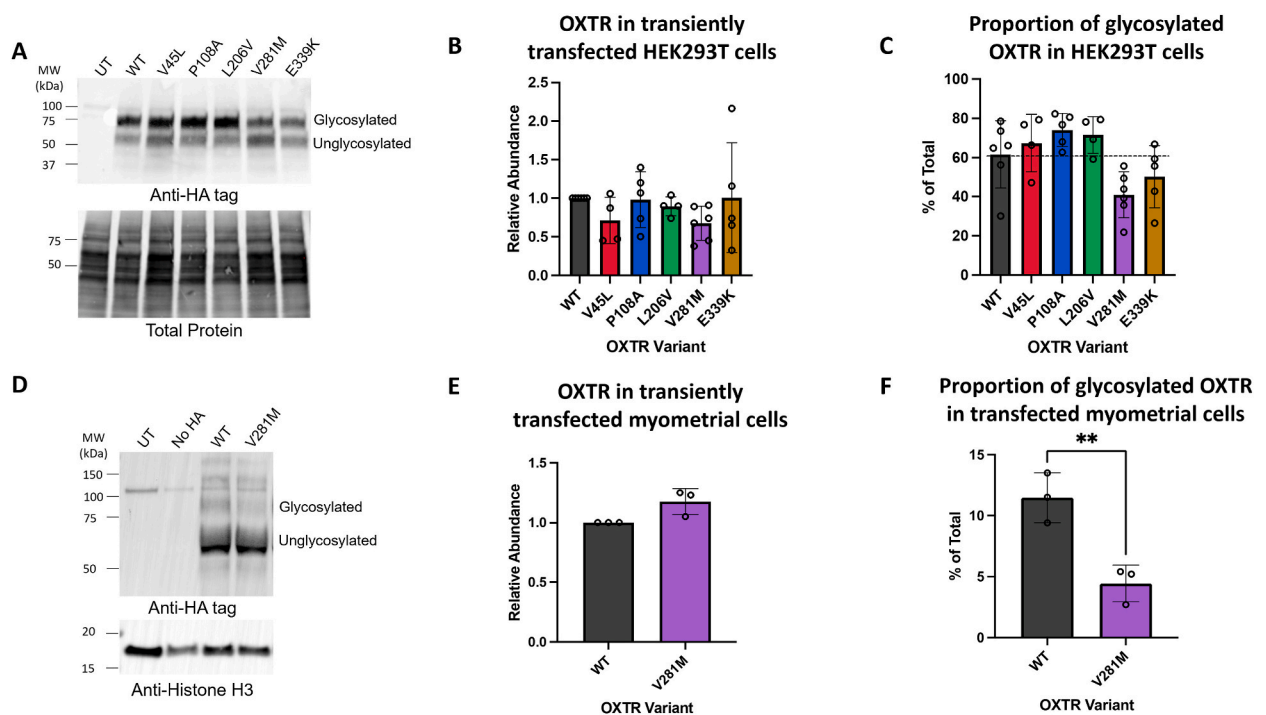 A
UT
WT
V45L
P108A
L206V
V281M
E339K
MW
(kDa)
100
75
50
37
Glycosylated
Unglycosylated
Anti-HA tag
75
50
Total Protein
B
OXTR in transiently
transfected HEK293T cells
Relative Abundance
2.5
2.0
1.5
1.0
0.5
0.0
WT
V45L
P108A
L206V
V281M
E339K
OXTR Variant
C
Proportion of glycosylated
OXTR in HEK293T cells
% of Total
100
80
60
40
20
0
WT
V45L
P108A
L206V
V281M
E339K
OXTR Variant
D
UT
No HA
WT
V281M
MW
(kDa)
150
100
75
50
Glycosylated
Unglycosylated
Anti-HA tag
20
15
Anti-Histone H3
E
OXTR in transiently
transfected myometrial cells
Relative Abundance
1.5
1.0
0.5
0.0
WT
V281M
OXTR Variant
F
Proportion of glycosylated OXTR
in transfected myometrial cells
**
% of Total
15
10
5
0
WT
V281M
OXTR Variant